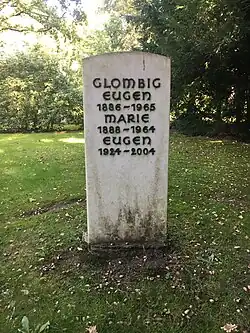 GLOMBIG
EUGEN
1886-1965
MARIE
1888-1964
EUGEN
1924-2004